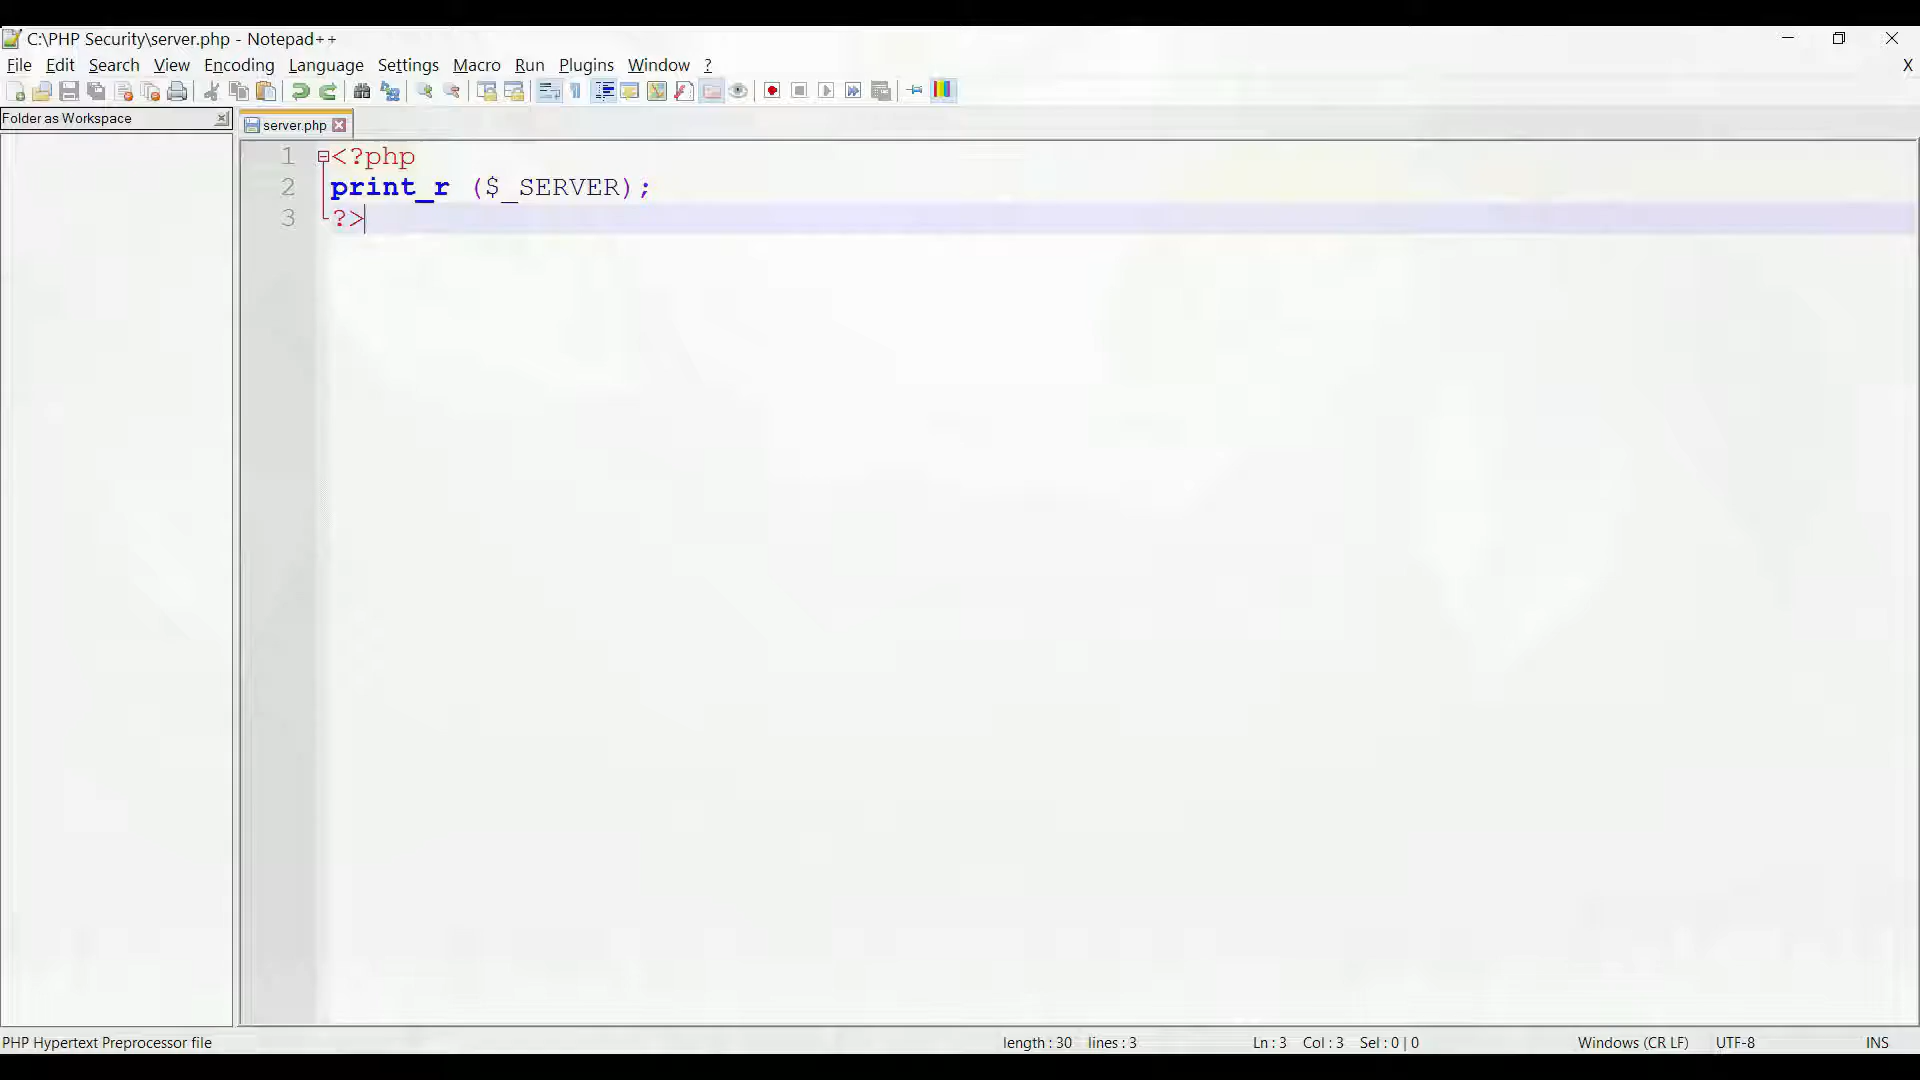 C:\PHP Security\server.php - Notepad++
File Edit Search View Encoding Language Settings Macro Run Plugins Window ?
X
Folder as Workspace
server.php
1 <?php
2 print_r ($_SERVER);
3 ?>
PHP Hypertext Preprocessor file length : 30 lines : 3 Ln : 3 Col : 3 Sel : 0 | 0 Windows (CR LF) UTF-8 INS